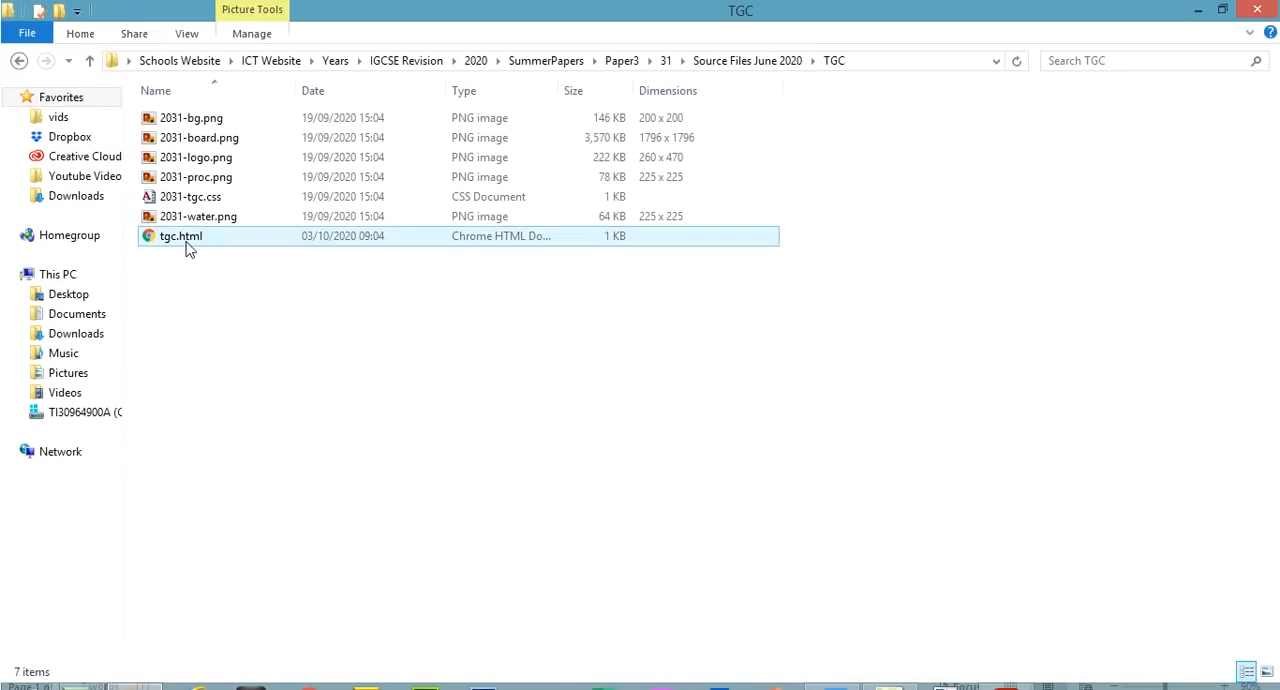 Picture Tools
TGC
File Home Share View Manage
Schools Website ICT Website Years IGCSE Revision 2020 SummerPapers Paper3 31 Source Files June 2020 TGC
Search TGC
Name Date Type Size Dimensions
2031-bg.png 19/09/2020 15:04 PNG image 146 KB 200 x 200
2031-board.png 19/09/2020 15:04 PNG image 3,570 KB 1796 x 1796
2031-logo.png 19/09/2020 15:04 PNG image 222 KB 260 x 470
2031-proc.png 19/09/2020 15:04 PNG image 78 KB 225 x 225
2031-tgc.css 19/09/2020 15:04 CSS Document 1 KB
2031-water.png 19/09/2020 15:04 PNG image 64 KB 225 x 225
tgc.html 03/10/2020 09:04 Chrome HTML Do... 1 KB
Favorites
vids
Dropbox
Creative Cloud
Youtube Video
Downloads
Homegroup
This PC
Desktop
Documents
Downloads
Music
Pictures
Videos
TI30964900A (C
Network
7 items